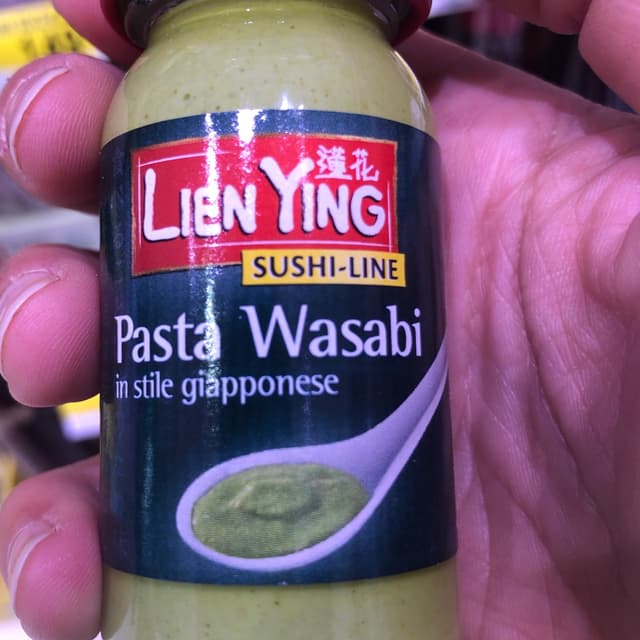 蓮花
LIEN YING
SUSHI-LINE
Pasta Wasabi
in stile giapponese